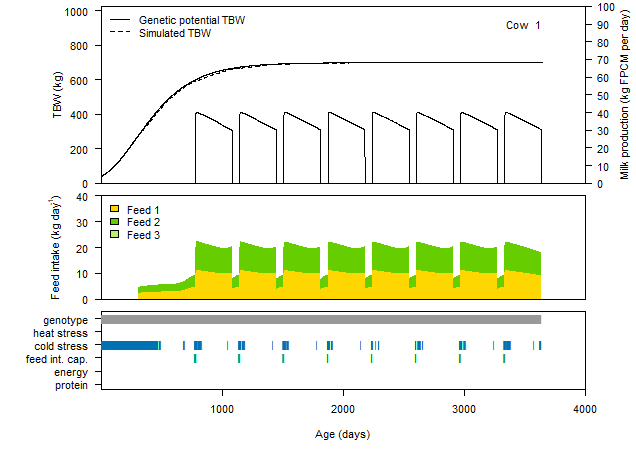 Genetic potential TBW
Simulated TBW
Cow 1
TBW (kg)
1000
800
600
400
200
0
Milk production (kg FPCM per day)
100
90
80
70
60
50
40
30
20
10
0
Feed intake (kg day-1)
40
30
20
10
0
Feed 1
Feed 2
Feed 3
genotype
heat stress
cold stress
feed int. cap.
energy
protein
1000 2000 3000 4000
Age (days)